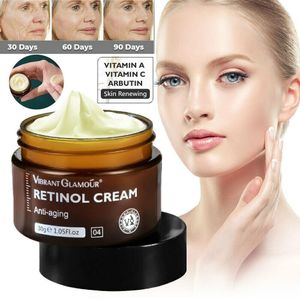 30 Days
60 Days
90 Days
VITAMIN A
VITAMIN C
ARBUTIN
Skin Renewing
VIBRANT GLAMOUR
RETINOL CREAM
Anti-aging
30g | 1.05Fl.oz
04
VA